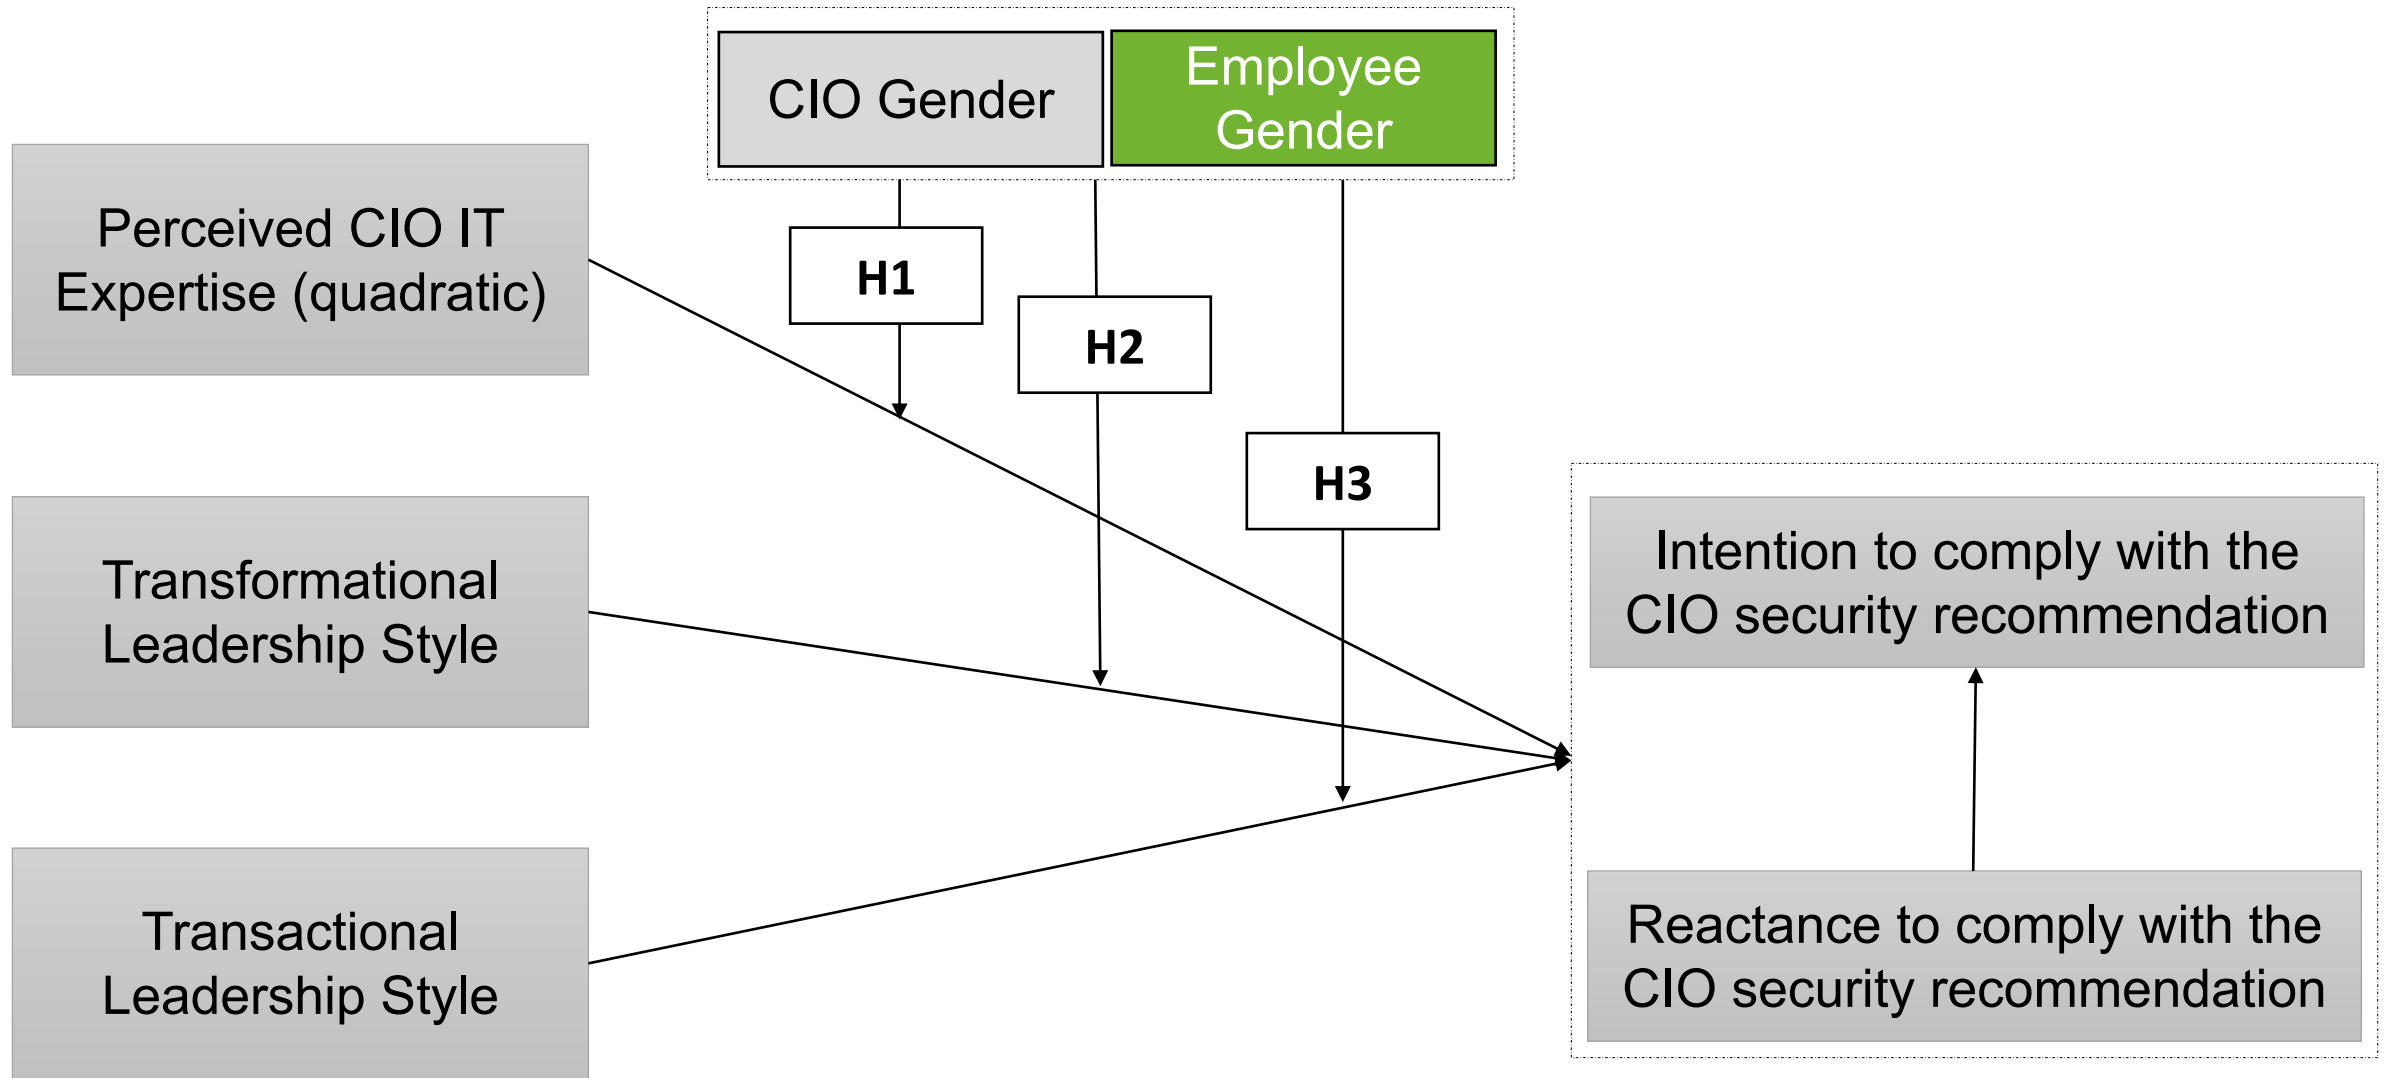 CIO Gender
Employee
Gender
Perceived CIO IT
Expertise (quadratic)
H1
H2
H3
Transformational
Leadership Style
Intention to comply with the
CIO security recommendation
Transactional
Leadership Style
Reactance to comply with the
CIO security recommendation